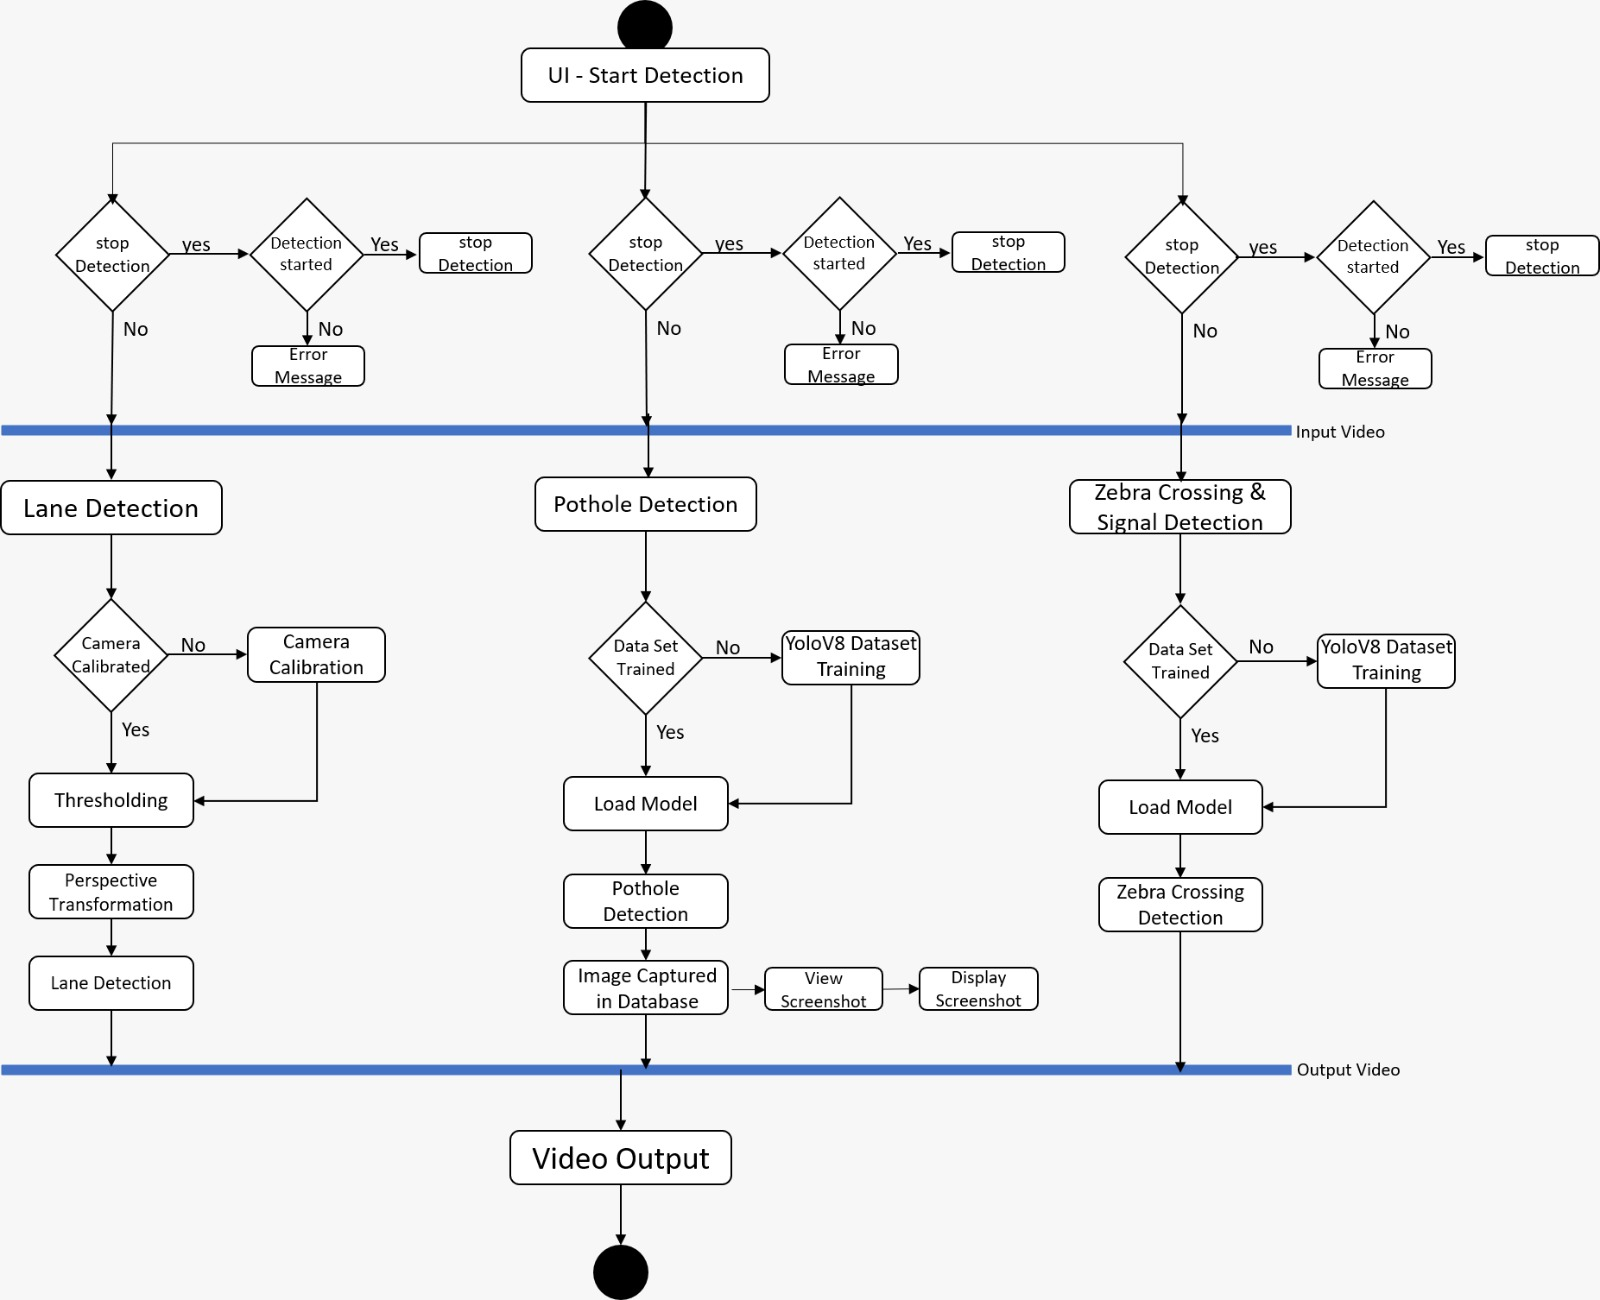 UI - Start Detection
stop
Detection
yes
Detection
started
Yes
stop
Detection
No
No
Error
Message
stop
Detection
yes
Detection
started
Yes
stop
Detection
No
No
Error
Message
stop
Detection
yes
Detection
started
Yes
stop
Detection
No
No
Error
Message
Input Video
Lane Detection
Camera
Calibrated
No
Camera
Calibration
Yes
Thresholding
Perspective
Transformation
Lane Detection
Pothole Detection
Data Set
Trained
No
YoloV8 Dataset
Training
Yes
Load Model
Pothole
Detection
Image Captured
in Database
View
Screenshot
Display
Screenshot
Zebra Crossing &
Signal Detection
Data Set
Trained
No
YoloV8 Dataset
Training
Yes
Load Model
Zebra Crossing
Detection
Output Video
Video Output